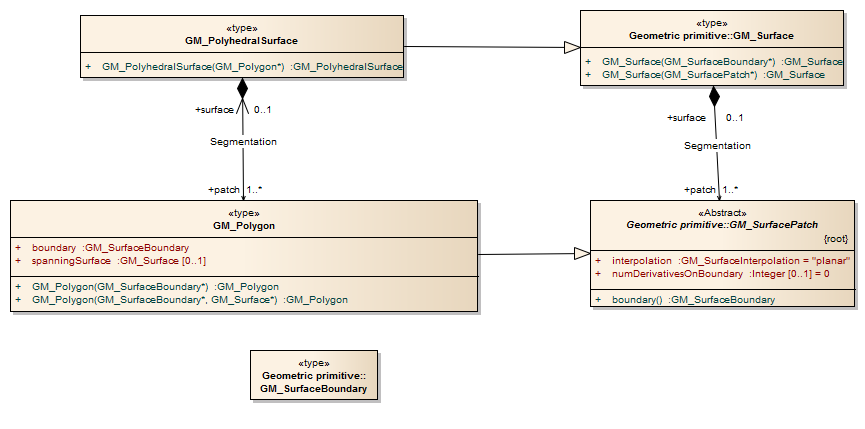 «type»
GM_PolyhedralSurface
+ GM_PolyhedralSurface(GM_Polygon*) :GM_PolyhedralSurface
«type»
Geometric primitive::GM_Surface
+ GM_Surface(GM_SurfaceBoundary*) :GM_Surface
+ GM_Surface(GM_SurfacePatch*) :GM_Surface
+surface 0..1
Segmentation
+patch 1..*
+surface 0..1
Segmentation
+patch 1..*
«type»
GM_Polygon
+ boundary :GM_SurfaceBoundary
+ spanningSurface :GM_Surface [0..1]
+ GM_Polygon(GM_SurfaceBoundary*) :GM_Polygon
+ GM_Polygon(GM_SurfaceBoundary*, GM_Surface*) :GM_Polygon
«Abstract»
Geometric primitive::GM_SurfacePatch
{root}
+ interpolation :GM_SurfaceInterpolation = "planar"
+ numDerivativesOnBoundary :Integer [0..1] = 0
+ boundary() :GM_SurfaceBoundary
«type»
Geometric primitive::
GM_SurfaceBoundary